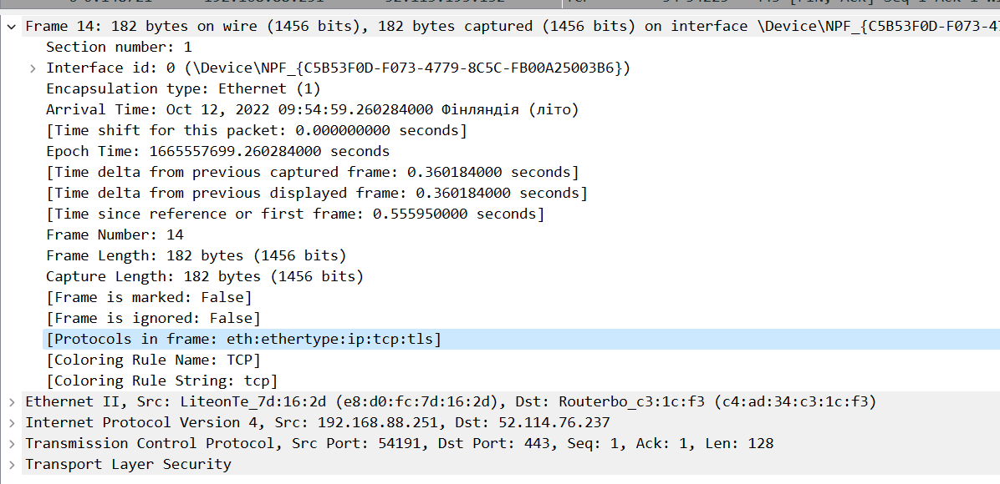 Frame 14: 182 bytes on wire (1456 bits), 182 bytes captured (1456 bits) on interface \Device\NPF_{C5B53F0D-F073-47
Section number: 1
Interface id: 0 (\Device\NPF_{C5B53F0D-F073-4779-8C5C-FB00A25003B6})
Encapsulation type: Ethernet (1)
Arrival Time: Oct 12, 2022 09:54:59.260284000 Фінляндія (літо)
[Time shift for this packet: 0.000000000 seconds]
Epoch Time: 1665557699.260284000 seconds
[Time delta from previous captured frame: 0.360184000 seconds]
[Time delta from previous displayed frame: 0.360184000 seconds]
[Time since reference or first frame: 0.555950000 seconds]
Frame Number: 14
Frame Length: 182 bytes (1456 bits)
Capture Length: 182 bytes (1456 bits)
[Frame is marked: False]
[Frame is ignored: False]
[Protocols in frame: eth:ethertype:ip:tcp:tls]
[Coloring Rule Name: TCP]
[Coloring Rule String: tcp]
Ethernet II, Src: LiteonTe_7d:16:2d (e8:d0:fc:7d:16:2d), Dst: Routerbo_c3:1c:f3 (c4:ad:34:c3:1c:f3)
Internet Protocol Version 4, Src: 192.168.88.251, Dst: 52.114.76.237
Transmission Control Protocol, Src Port: 54191, Dst Port: 443, Seq: 1, Ack: 1, Len: 128
Transport Layer Security